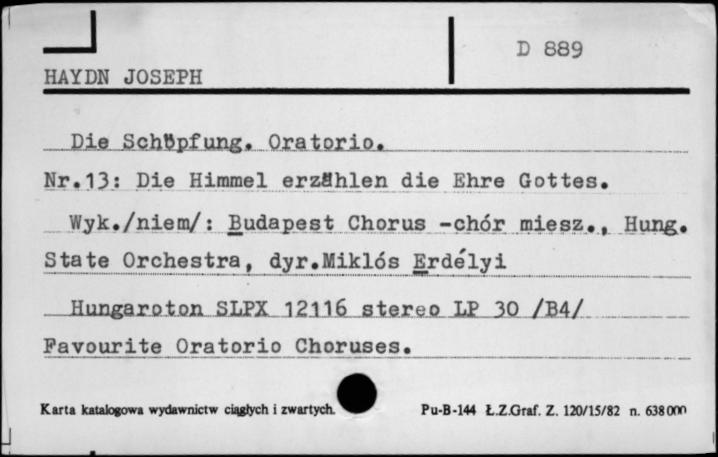 D 889
HAYDN JOSEPH
Die Schöpfung. Oratorio.
Nr.13: Die Himmel erzählen die Ehre Gottes.
Wyk./niem/: Budapest Chorus -chór miesz., Hung.
State Orchestra, dyr.Miklós Erdélyi
Hungaroton SLPX 12116 stereo LP 30 /B4/
Favourite Oratorio Choruses.
Karta katalogowa wydawnictw ciągłych i zwartych. Pu-B-144 Ł.Z.Graf. Z. 120/15/82 n. 638000